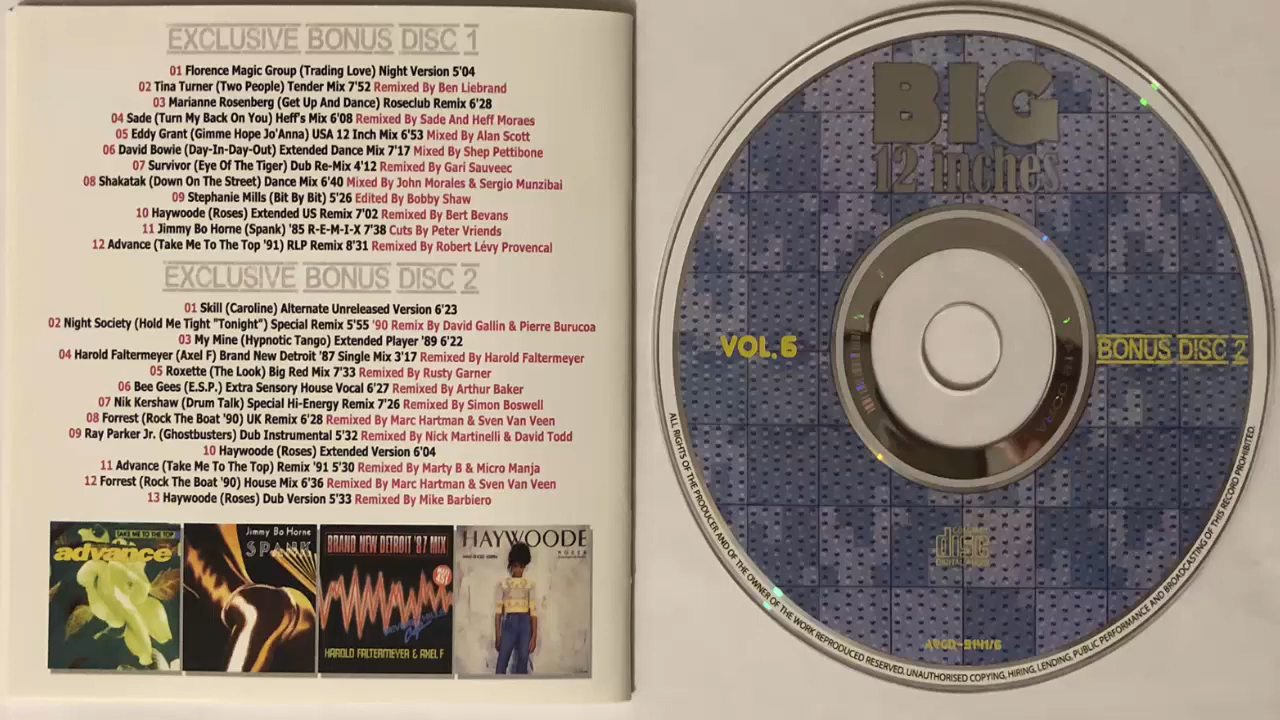 EXCLUSIVE BONUS DISC 1
01 Florence Magic Group (Trading Love) Night Version 5'04
02 Tina Turner (Two People) Tender Mix 7'52 Remixed By Ben Liebrand
03 Marianne Rosenberg (Get Up And Dance) Roseclub Remix 6'28
04 Sade (Turn My Back On You) Heff's Mix 6'08 Remixed By Sade And Heff Moraes
05 Eddy Grant (Gimme Hope Jo'Anna) USA 12 Inch Mix 6'53 Mixed By Alan Scott
06 David Bowie (Day-In-Day-Out) Extended Dance Mix 7'17 Mixed By Shep Pettibone
07 Survivor (Eye Of The Tiger) Dub Re-Mix 4'12 Remixed By Gari Sauveec
08 Shakatak (Down On The Street) Dance Mix 6'40 Mixed By John Morales & Sergio Munzibai
09 Stephanie Mills (Bit By Bit) 5'26 Edited By Bobby Shaw
10 Haywoode (Roses) Extended US Remix 7'02 Remixed By Bert Bevans
11 Jimmy Bo Horne (Spank) '85 R-E-M-I-X 7'38 Cuts By Peter Vriends
12 Advance (Take Me To The Top '91) RLP Remix 8'31 Remixed By Robert Lévy Provencal
EXCLUSIVE BONUS DISC 2
01 Skill (Caroline) Alternate Unreleased Version 6'23
02 Night Society (Hold Me Tight "Tonight") Special Remix 5'55 '90 Remix By David Gallin & Pierre Burucoa
03 My Mine (Hypnotic Tango) Extended Player '89 6'22
04 Harold Faltermeyer (Axel F) Brand New Detroit '87 Single Mix 3'17 Remixed By Harold Faltermeyer
05 Roxette (The Look) Big Red Mix 7'33 Remixed By Rusty Garner
06 Bee Gees (E.S.P.) Extra Sensory House Vocal 6'27 Remixed By Arthur Baker
07 Nik Kershaw (Drum Talk) Special Hi-Energy Remix 7'26 Remixed By Simon Boswell
08 Forrest (Rock The Boat '90) UK Remix 6'28 Remixed By Marc Hartman & Sven Van Veen
09 Ray Parker Jr. (Ghostbusters) Dub Instrumental 5'32 Remixed By Nick Martinelli & David Todd
10 Haywoode (Roses) Extended Version 6'04
11 Advance (Take Me To The Top) Remix '91 5'30 Remixed By Marty B & Micro Manja
12 Forrest (Rock The Boat '90) House Mix 6'36 Remixed By Marc Hartman & Sven Van Veen
13 Haywoode (Roses) Dub Version 5'33 Remixed By Mike Barbiero
TAKE ME TO THE TOP
advance
Jimmy Bo Horne
SPANK
BRAND NEW DETROIT '87 MIX
HAROLD FALTERMEYER & AXEL F
HAYWOODE
ROSES
BIG
12 inches
VOL.6
BONUS DISC 2
COMPACT
disc
DIGITAL AUDIO
AVCD-9141/6
ALL RIGHTS OF THE PRODUCER AND OF THE OWNER OF THE WORK REPRODUCED RESERVED. UNAUTHORISED COPYING, HIRING, LENDING, PUBLIC PERFORMANCE AND BROADCASTING OF THIS RECORD PROHIBITED.